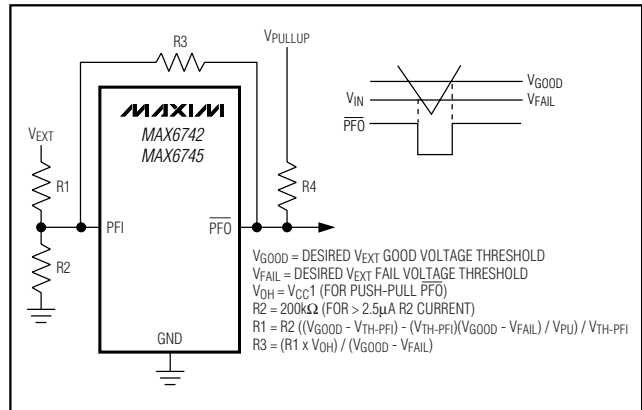 R3
VPULLUP
MAXIM
MAX6742
MAX6745
VEXT
R1
PFI
PFO
R4
R2
GND
VIN
VGOOD
VFAIL
PFO
VGOOD = DESIRED VEXT GOOD VOLTAGE THRESHOLD
VFAIL = DESIRED VEXT FAIL VOLTAGE THRESHOLD
VOH = VCC1 (FOR PUSH-PULL PFO)
R2 = 200kΩ (FOR > 2.5μA R2 CURRENT)
R1 = R2 ((VGOOD - VTH-PFI) - (VTH-PFI)(VGOOD - VFAIL) / VPU) / VTH-PFI
R3 = (R1 x VOH) / (VGOOD - VFAIL)